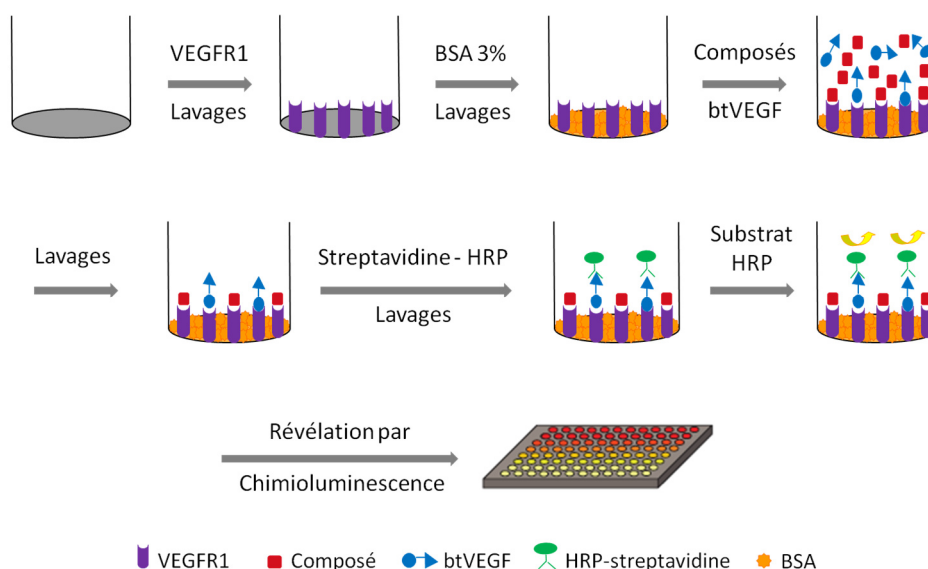 VEGFR1
Lavages
BSA 3%
Lavages
Composés
btVEGF
Lavages
Streptavidine - HRP
Lavages
Substrat
HRP
Révélation par
Chimioluminescence
VEGFR1
Composé
btVEGF
HRP-streptavidine
BSA